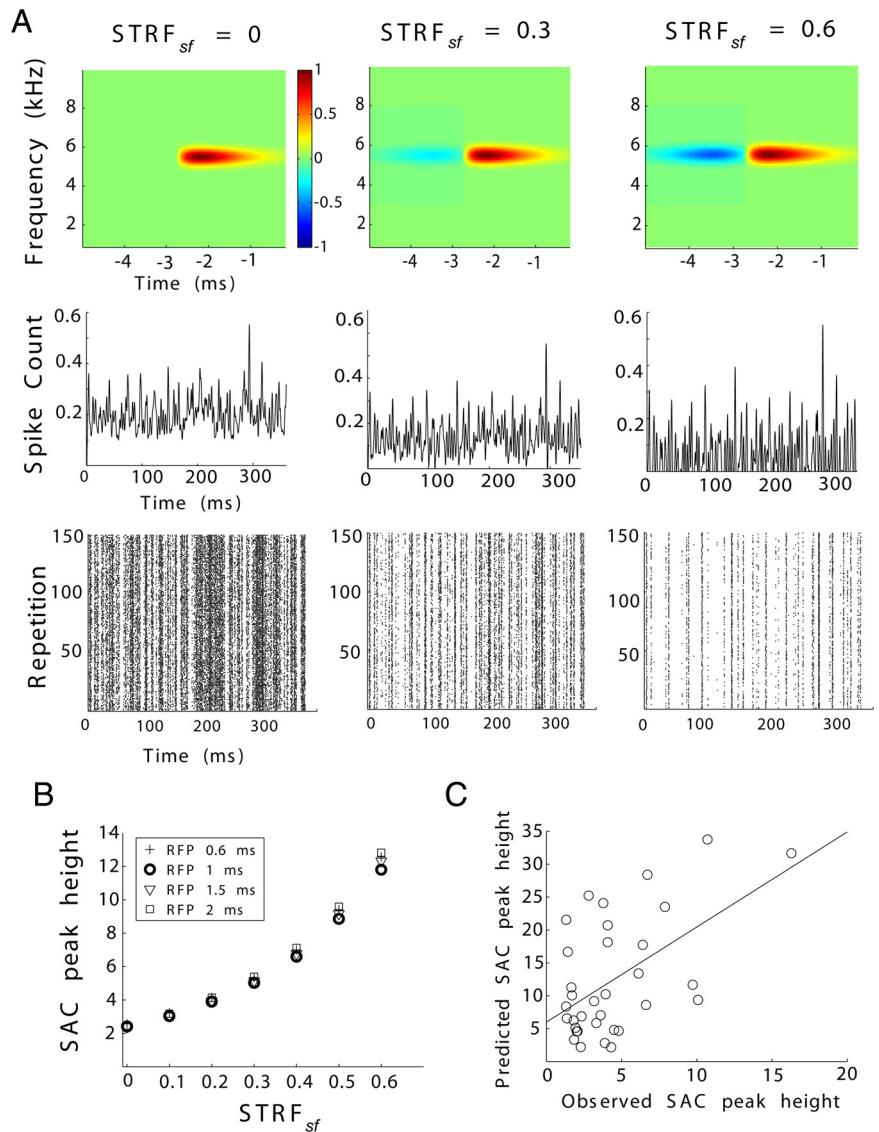 A
STRFsf = 0
STRFsf = 0.3
STRFsf = 0.6
Frequency (kHz)
8
6
4
2
-4 -3 -2 -1
Time (ms)
1
0.5
0
-0.5
-1
8
6
4
2
-4 -3 -2 -1
8
6
4
2
-4 -3 -2 -1
Spike Count
0.6
0.4
0.2
0 100 200 300
Time (ms)
0.6
0.4
0.2
0 100 200 300
0.6
0.4
0.2
0 100 200 300
Repetition
150
100
50
0 100 200 300
Time (ms)
150
100
50
0 100 200 300
150
100
50
0 100 200 300
B
SAC peak height
14
12
10
8
6
4
2
RFP 0.6 ms
RFP 1 ms
RFP 1.5 ms
RFP 2 ms
0 0.1 0.2 0.3 0.4 0.5 0.6
STRFsf
C
Predicted SAC peak height
35
30
25
20
15
10
5
0 5 10 15 20
Observed SAC peak height